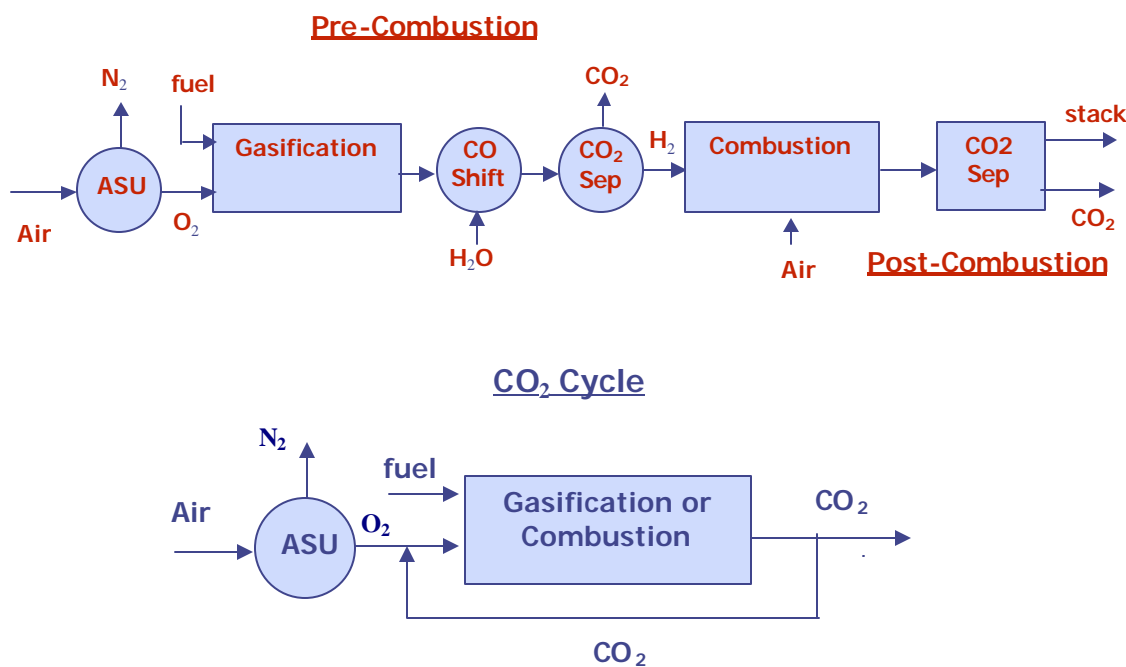 Pre-Combustion
N₂
fuel
CO₂
stack
Gasification
CO
Shift
CO₂
Sep
H₂
Combustion
CO2
Sep
ASU
Air
O₂
H₂O
Air
CO₂
Post-Combustion
CO₂ Cycle
N₂
fuel
Air
O₂
ASU
Gasification or
Combustion
CO₂
.
CO₂